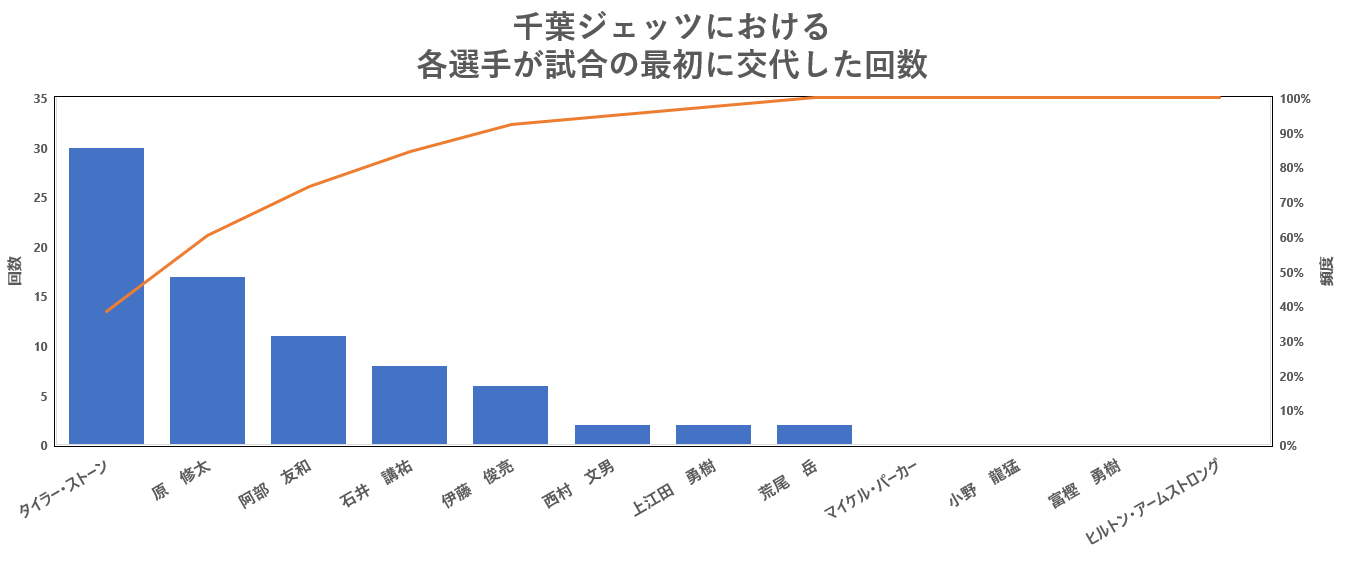 千葉ジェッツにおける
各選手が試合の最初に交代した回数
35
30
25
20
15
10
5
0
回数
100%
90%
80%
70%
60%
50%
40%
30%
20%
10%
0%
頻度
タイラー・ストーン
原　修太
阿部　友和
石井　講祐
伊藤　俊亮
西村　文男
上江田　勇樹
荒尾　岳
マイケル・パーカー
小野　龍猛
富樫　勇樹
ヒルトン・アームストロング